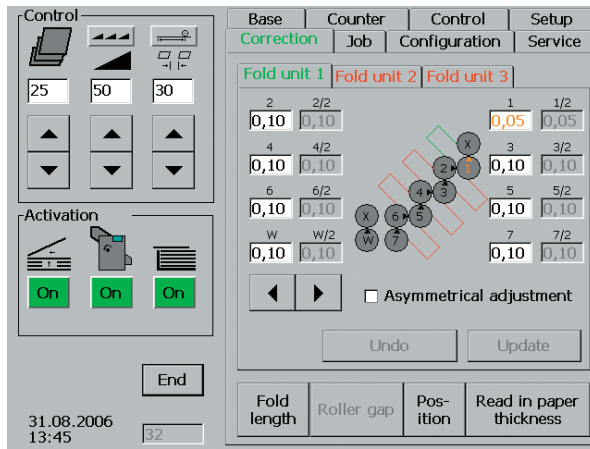 Control
25 50 30
Activation
On On On
End
31.08.2006
13:45
32
Base Counter Control Setup
Correction Job Configuration Service
Fold unit 1 Fold unit 2 Fold unit 3
2 2/2
0,10 0,10
4 4/2
0,10 0,10
6 6/2
0,10 0,10
W W/2
0,10 0,10
X
2 1
4 3
X 6 5
W 7
1 1/2
0,05 0,05
3 3/2
0,10 0,10
5 5/2
0,10 0,10
7 7/2
0,10 0,10
Asymmetrical adjustment
Undo Update
Fold
length
Roller gap
Pos-
ition
Read in paper
thickness